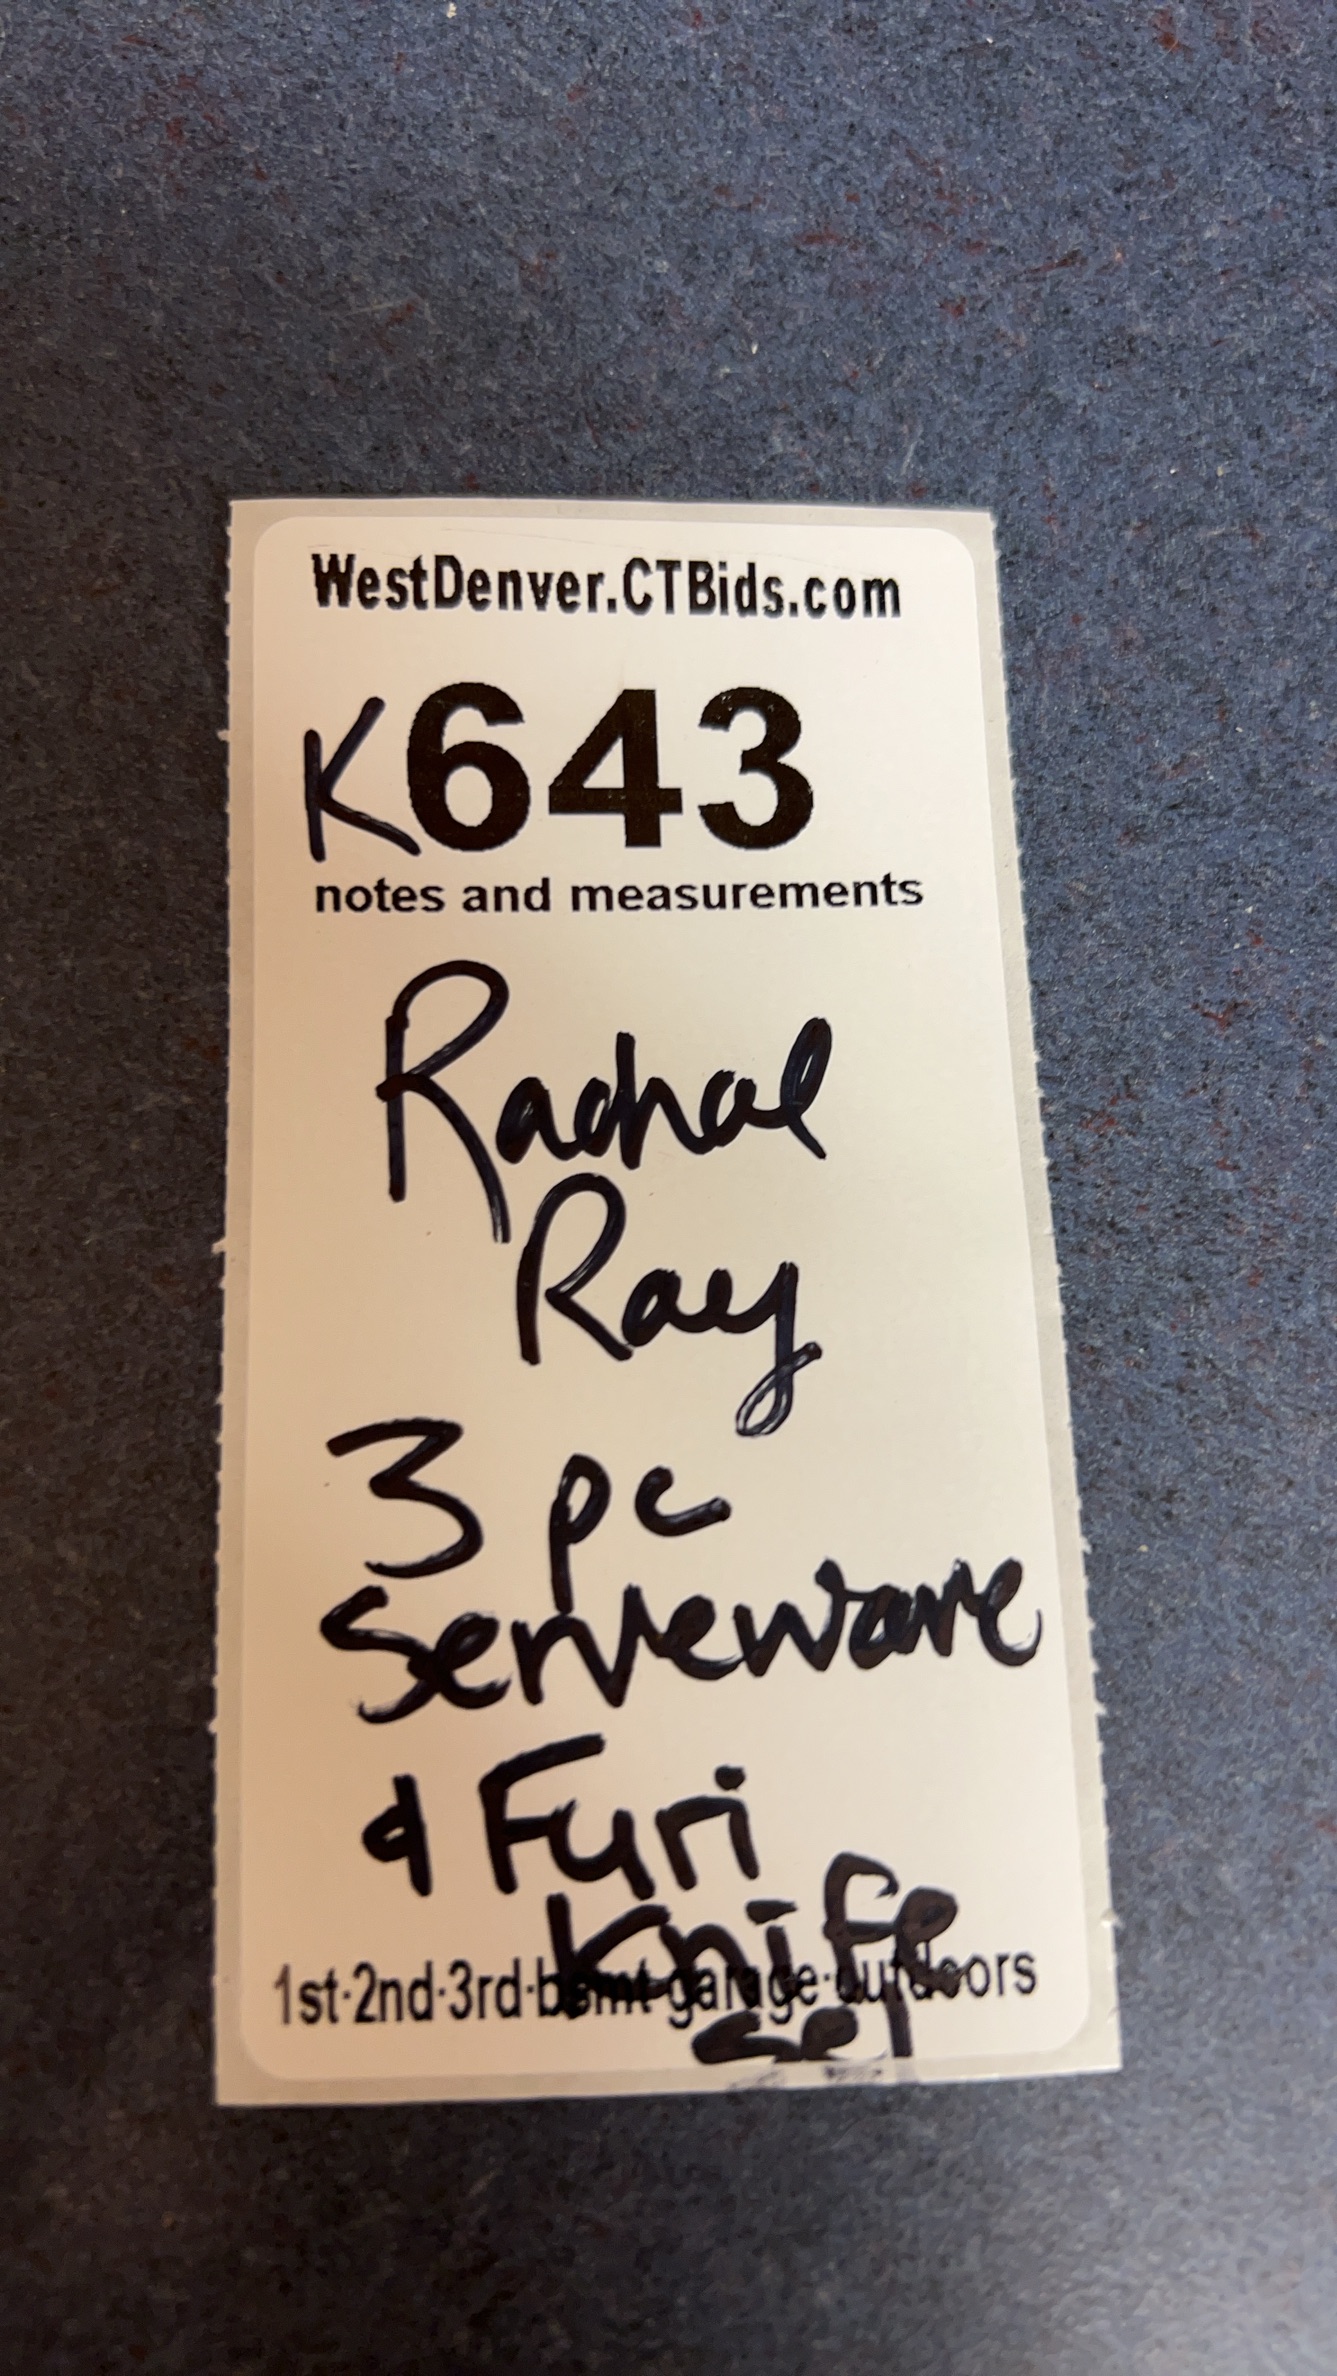 WestDenver.CTBids.com
K643
notes and measurements
Rachal
Ray
3 pc
Serveware
& Furi
Knife
1st·2nd·3rd·bsmt·garage·outdoors
set